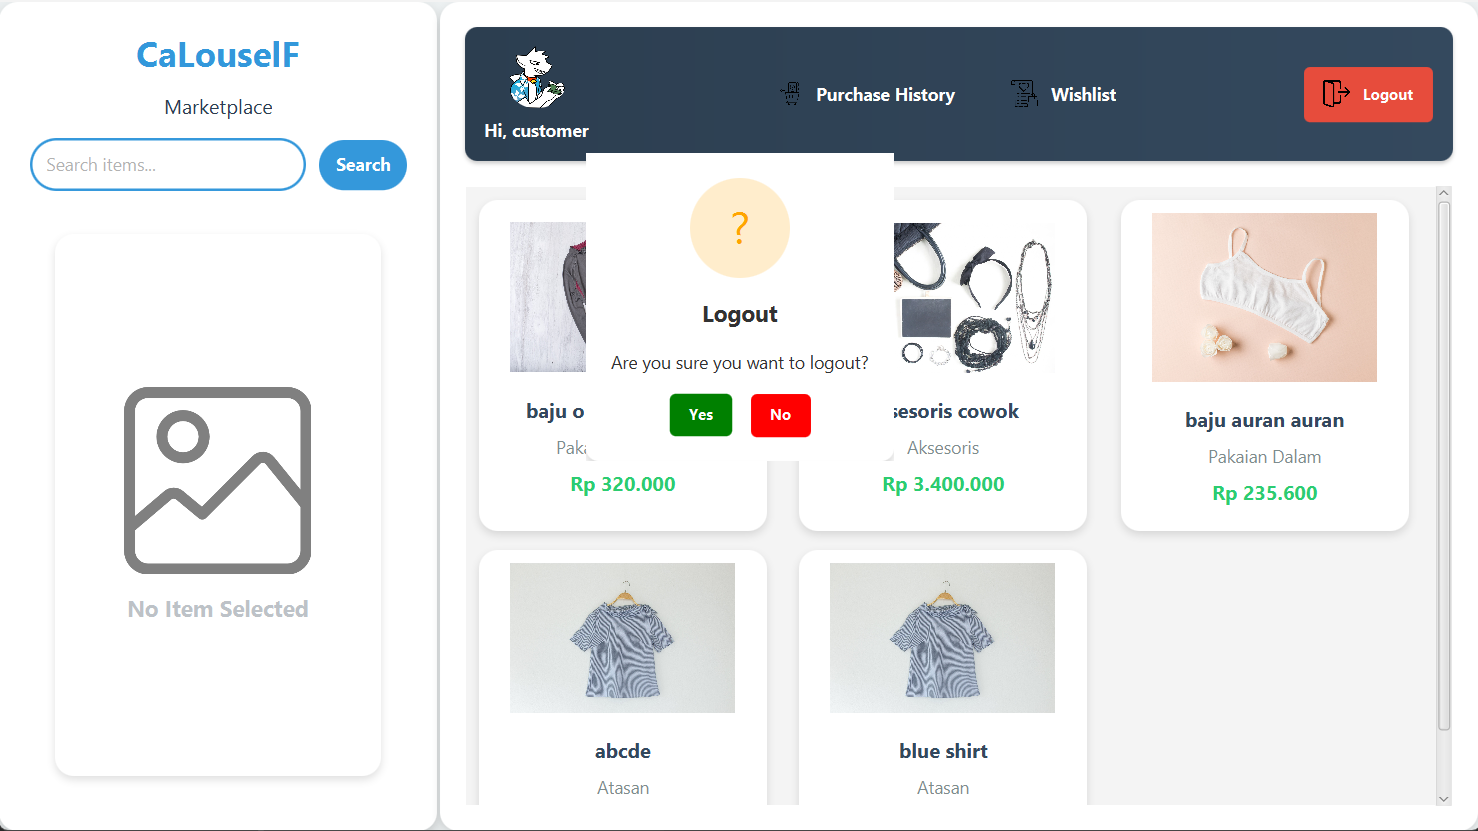 CaLouselF
Marketplace
Search items...
Search
No Item Selected
Hi, customer
Purchase History
Wishlist
Logout
?
Logout
Are you sure you want to logout?
Yes
No
baju o
Paka
Rp 320.000
sesoris cowok
Aksesoris
Rp 3.400.000
baju auran auran
Pakaian Dalam
Rp 235.600
abcde
Atasan
blue shirt
Atasan